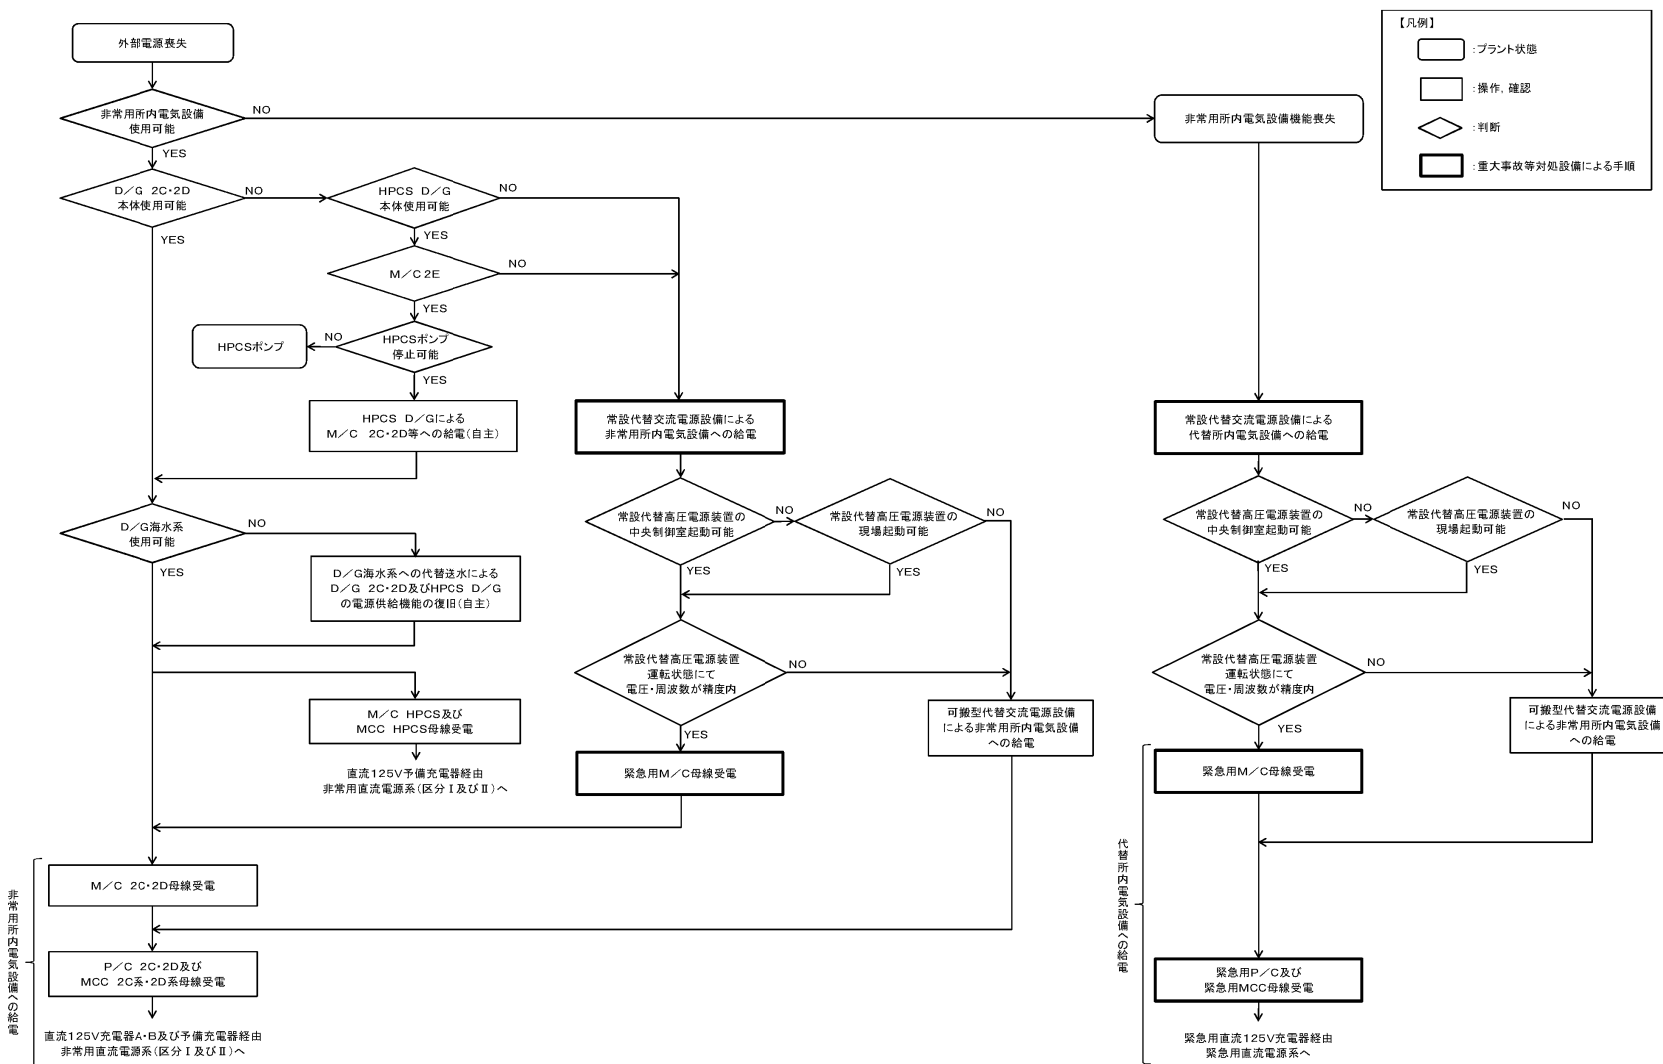 外部電源喪失
非常用所内電気設備
使用可能
NO
YES
D／G 2C・2D
本体使用可能
NO
YES
HPCS D／G
本体使用可能
NO
YES
M／C 2E
NO
YES
HPCSポンプ
停止可能
NO
YES
HPCSポンプ
HPCS D／Gによる
M／C 2C・2D等への給電(自主)
D／G海水系
使用可能
NO
YES
D／G海水系への代替送水による
D／G 2C・2D及びHPCS D／G
の電源供給機能の復旧(自主)
M／C HPCS及び
MCC HPCS母線受電
直流125V予備充電器経由
非常用直流電源系(区分Ⅰ及びⅡ)へ
常設代替交流電源設備による
非常用所内電気設備への給電
常設代替高圧電源装置の
中央制御室起動可能
NO
YES
常設代替高圧電源装置の
現場起動可能
NO
YES
常設代替高圧電源装置
運転状態にて
電圧・周波数が精度内
NO
YES
緊急用M／C母線受電
可搬型代替交流電源設備
による非常用所内電気設備
への給電
非常用所内電気設備への給電
M／C 2C・2D母線受電
P／C 2C・2D及び
MCC 2C系・2D系母線受電
直流125V充電器A・B及び予備充電器経由
非常用直流電源系(区分Ⅰ及びⅡ)へ
非常用所内電気設備機能喪失
常設代替交流電源設備による
代替所内電気設備への給電
常設代替高圧電源装置の
中央制御室起動可能
NO
YES
常設代替高圧電源装置の
現場起動可能
NO
YES
常設代替高圧電源装置
運転状態にて
電圧・周波数が精度内
NO
YES
可搬型代替交流電源設備
による非常用所内電気設備
への給電
代替所内電気設備への給電
緊急用M／C母線受電
緊急用P／C及び
緊急用MCC母線受電
緊急用直流125V充電器経由
緊急用直流電源系へ
【凡例】
：プラント状態
：操作，確認
：判断
：重大事故等対処設備による手順